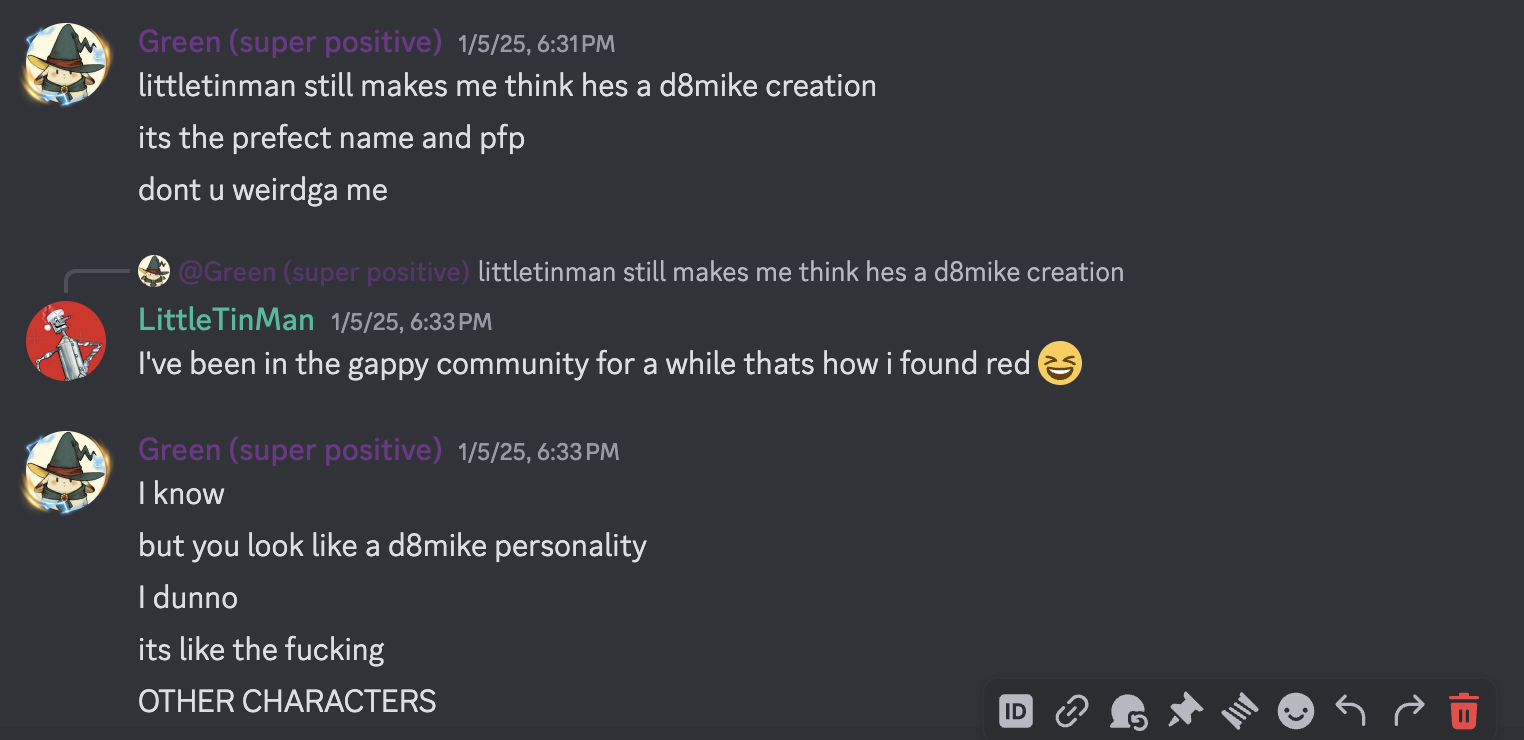 Green (super positive) 1/5/25, 6:31 PM
littletinman still makes me think hes a d8mike creation
its the prefect name and pfp
dont u weirdga me
@Green (super positive) littletinman still makes me think hes a d8mike creation
LittleTinMan 1/5/25, 6:33 PM
I've been in the gappy community for a while thats how i found red 😆
Green (super positive) 1/5/25, 6:33 PM
I know
but you look like a d8mike personality
I dunno
its like the fucking
OTHER CHARACTERS
ID